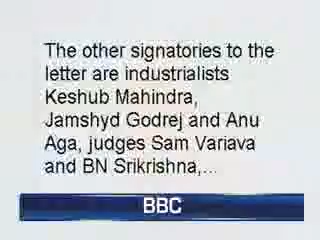 The other signatories to the
letter are industrialists
Keshub Mahindra,
Jamshyd Godrej and Anu
Aga, judges Sam Variava
and BN Srikrishna,...
BBC